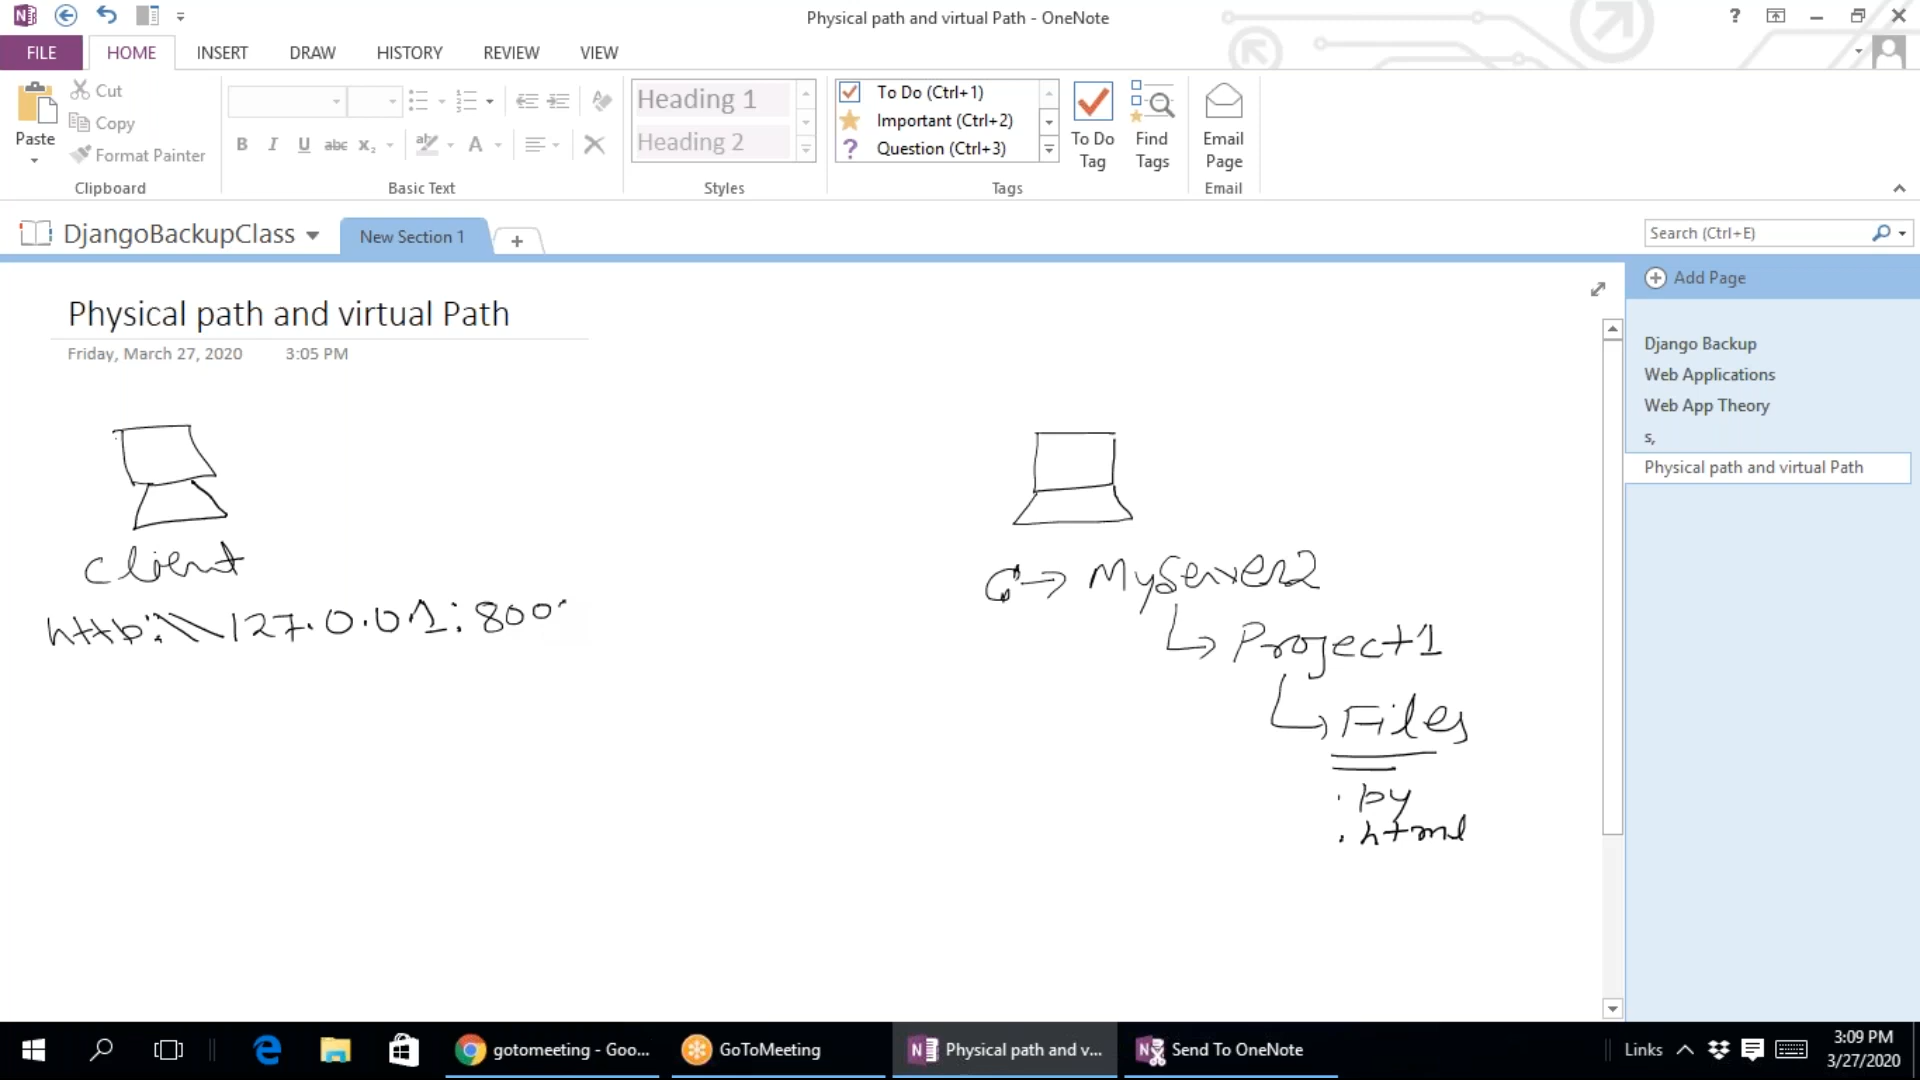 Physical path and virtual Path - OneNote
?
FILE HOME INSERT DRAW HISTORY REVIEW VIEW
Paste
Cut
Copy
Format Painter
Clipboard
B I U abc x₂ ab A
Basic Text
Heading 1
Heading 2
Styles
To Do (Ctrl+1)
Important (Ctrl+2)
? Question (Ctrl+3)
To Do Tag
Find Tags
Tags
Email Page
Email
DjangoBackupClass
New Section 1
+
Search (Ctrl+E)
Add Page
Django Backup
Web Applications
Web App Theory
s,
Physical path and virtual Path
Physical path and virtual Path
Friday, March 27, 2020 3:05 PM
Client
http:\\127.0.01:800
C: → MyServer2
Project1
Files
.py
.html
gotomeeting - Goo...
GoToMeeting
Physical path and v...
Send To OneNote
Links
3:09 PM
3/27/2020